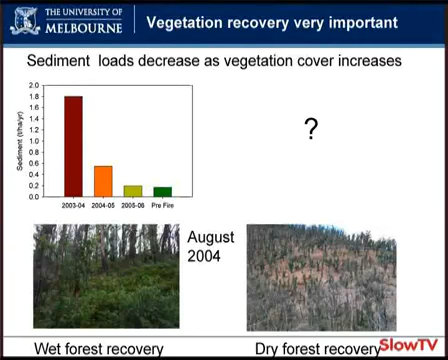 THE UNIVERSITY OF
MELBOURNE
Vegetation recovery very important
Sediment loads decrease as vegetation cover increases
2.0
1.8
1.6
1.4
1.2
1.0
0.8
0.6
0.4
0.2
0.0
Sediment (t/ha/yr)
2003-04 2004-05 2005-06 Pre Fire
?
August
2004
Wet forest recovery
Dry forest recovery
SlowTV